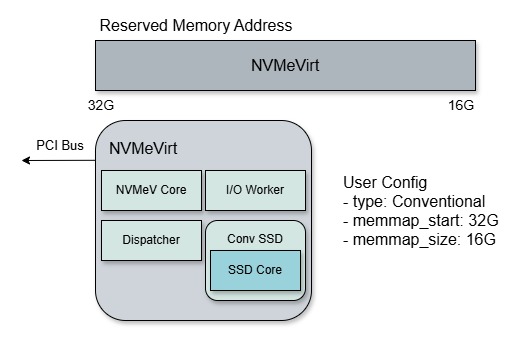 Reserved Memory Address
NVMeVirt
32G
16G
PCI Bus
NVMeVirt
NVMeV Core
I/O Worker
Dispatcher
Conv SSD
SSD Core
User Config
- type: Conventional
- memmap_start: 32G
- memmap_size: 16G